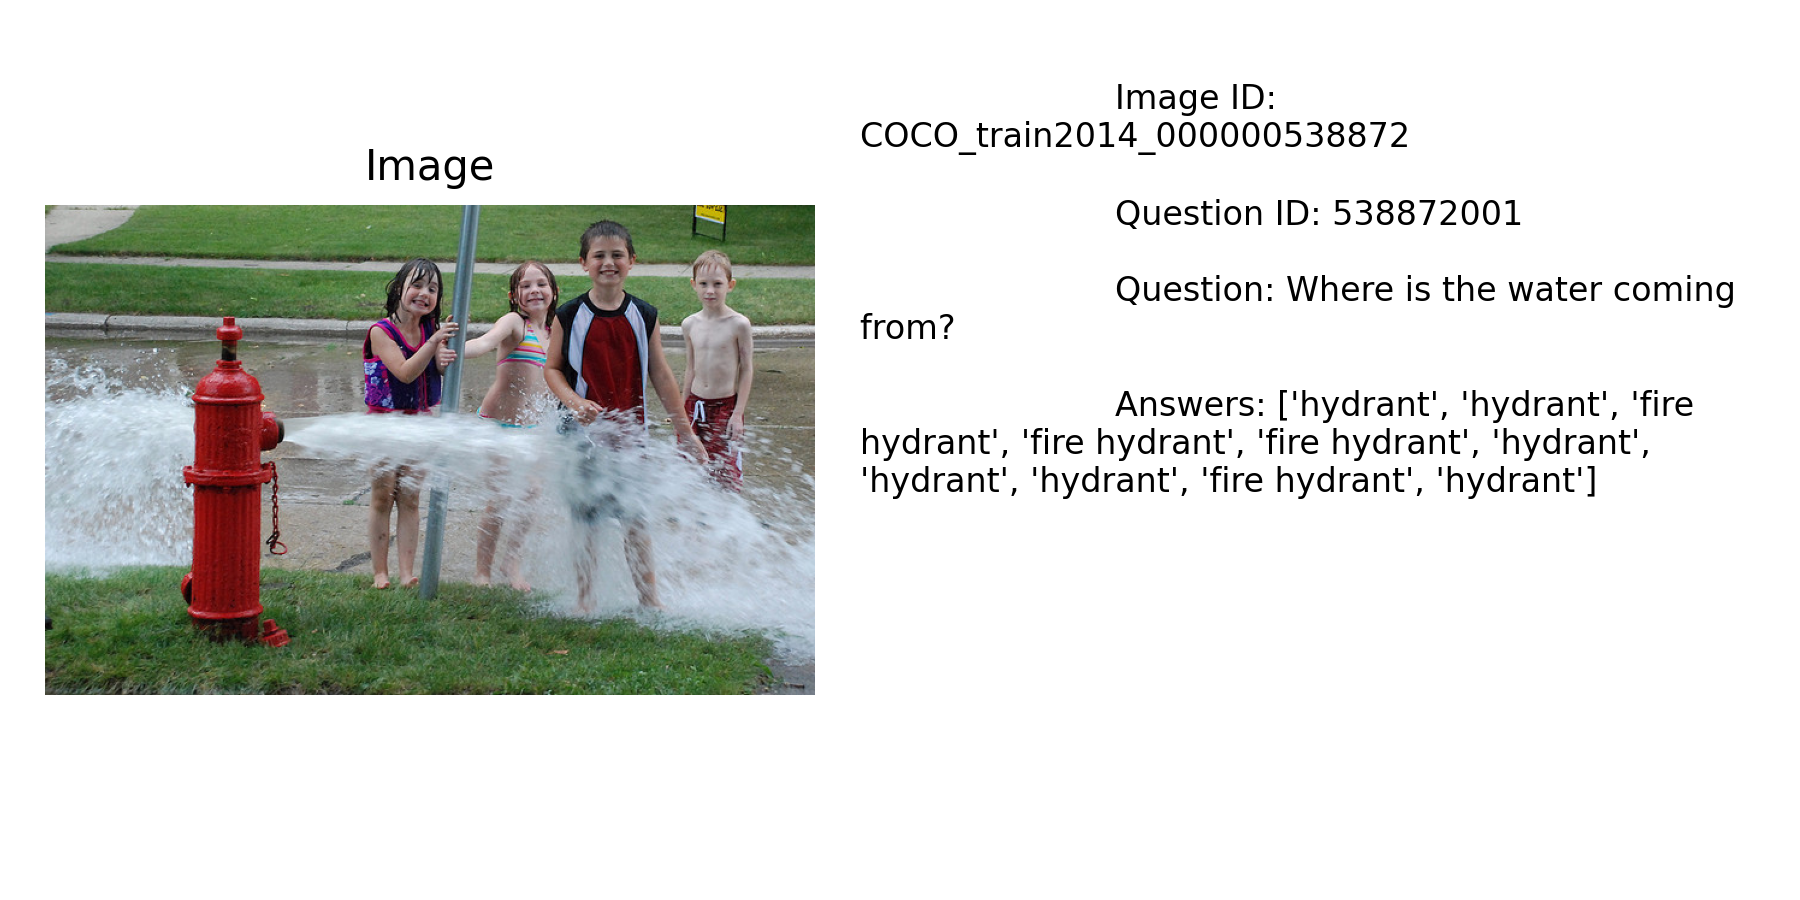 Image
Image ID:
COCO_train2014_000000538872
Question ID: 538872001
Question: Where is the water coming
from?
Answers: ['hydrant', 'hydrant', 'fire
hydrant', 'fire hydrant', 'fire hydrant', 'hydrant',
'hydrant', 'hydrant', 'fire hydrant', 'hydrant']